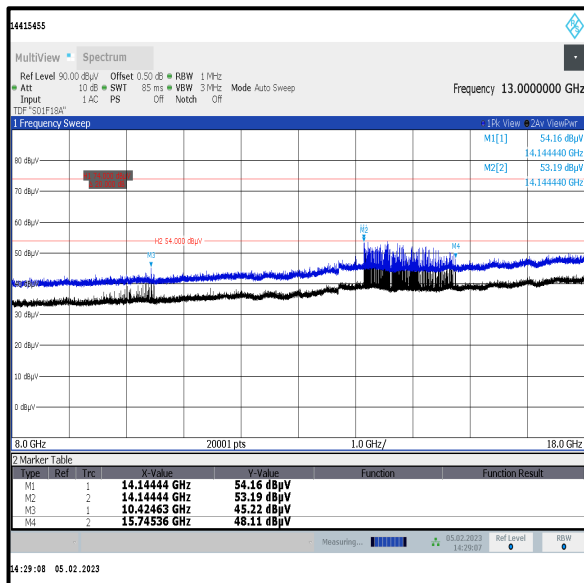 14415455
MultiView Spectrum
Ref Level 90.00 dBµV Offset 0.50 dB RBW 1 MHz
Att 10 dB SWT 85 ms VBW 3 MHz Mode Auto Sweep Frequency 13.0000000 GHz
Input 1 AC PS Off Notch Off
TDF "S01F18A"
1 Frequency Sweep 1Pk View 2Av ViewPwr
M1[1] 54.16 dBµV
14.144440 GHz
M2[2] 53.19 dBµV
14.144440 GHz
80 dBµV
70 dBµV
60 dBµV
M2
H2 54.000 dBµV
M4
50 dBµV
M3
30 dBµV
20 dBµV
10 dBµV
0 dBµV
8.0 GHz 20001 pts 1.0 GHz/ 18.0 GHz
2 Marker Table
Type Ref Trc X-Value Y-Value Function Function Result
M1 1 14.14444 GHz 54.16 dBµV
M2 2 14.14444 GHz 53.19 dBµV
M3 1 10.42463 GHz 45.22 dBµV
M4 2 15.74536 GHz 48.11 dBµV
Measuring... 05.02.2023 Ref Level RBW
14:29:07
14:29:08 05.02.2023